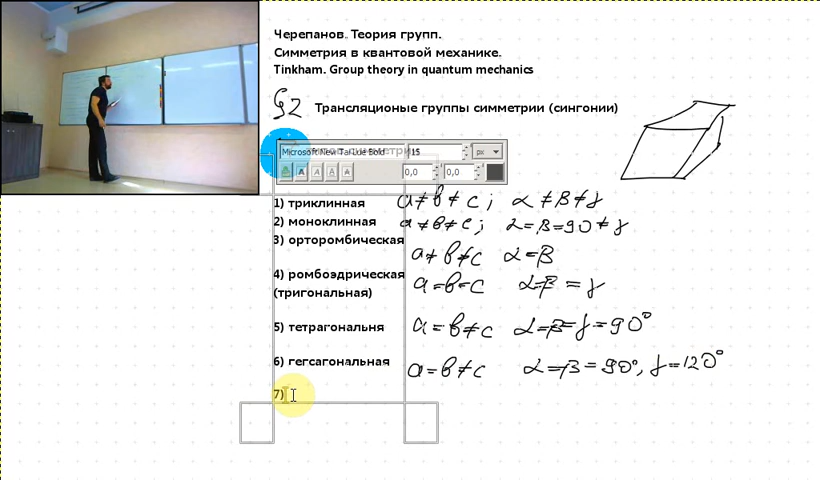 Черепанов. Теория групп.
Симметрия в квантовой механике.
Tinkham. Group theory in quantum mechanics
§2 Трансляционые группы симметрии (сингонии)
Microsoft New Tai Lue Bold 15 px
0,0 0,0
1) триклинная a ≠ b ≠ c ; α ≠ β ≠ γ
2) моноклинная a ≠ b ≠ c ; α = β = 90 ≠ γ
3) орторомбическая
a ≠ b ≠ c α = β
4) ромбоэдрическая a = b = c α = β = γ
(тригональная)
5) тетрагональня a = b ≠ c α = β = γ = 90°
6) гегсагональная a = b ≠ c α = β = 90°, γ = 120°
7)